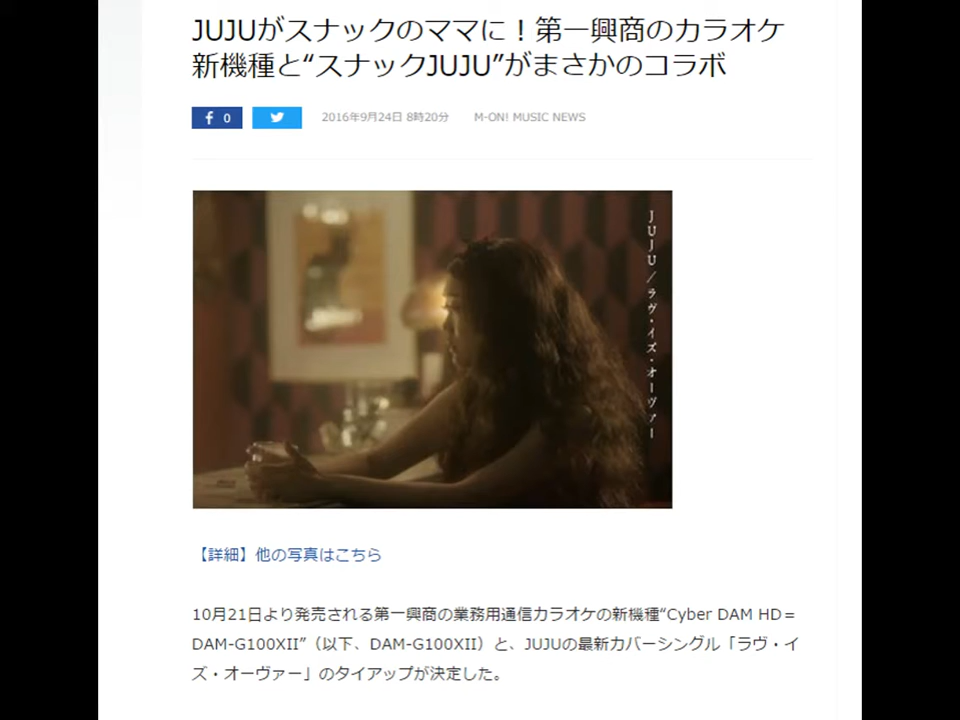 JUJUがスナックのママに！第一興商のカラオケ
新機種と“スナックJUJU”がまさかのコラボ
f 0
2016年9月24日 8時20分 M-ON! MUSIC NEWS
JUJU／ラヴ・イズ・オーヴァー
【詳細】他の写真はこちら
10月21日より発売される第一興商の業務用通信カラオケの新機種“Cyber DAM HD＝
DAM-G100XII”（以下、DAM-G100XII）と、JUJUの最新カバーシングル「ラヴ・イ
ズ・オーヴァー」のタイアップが決定した。